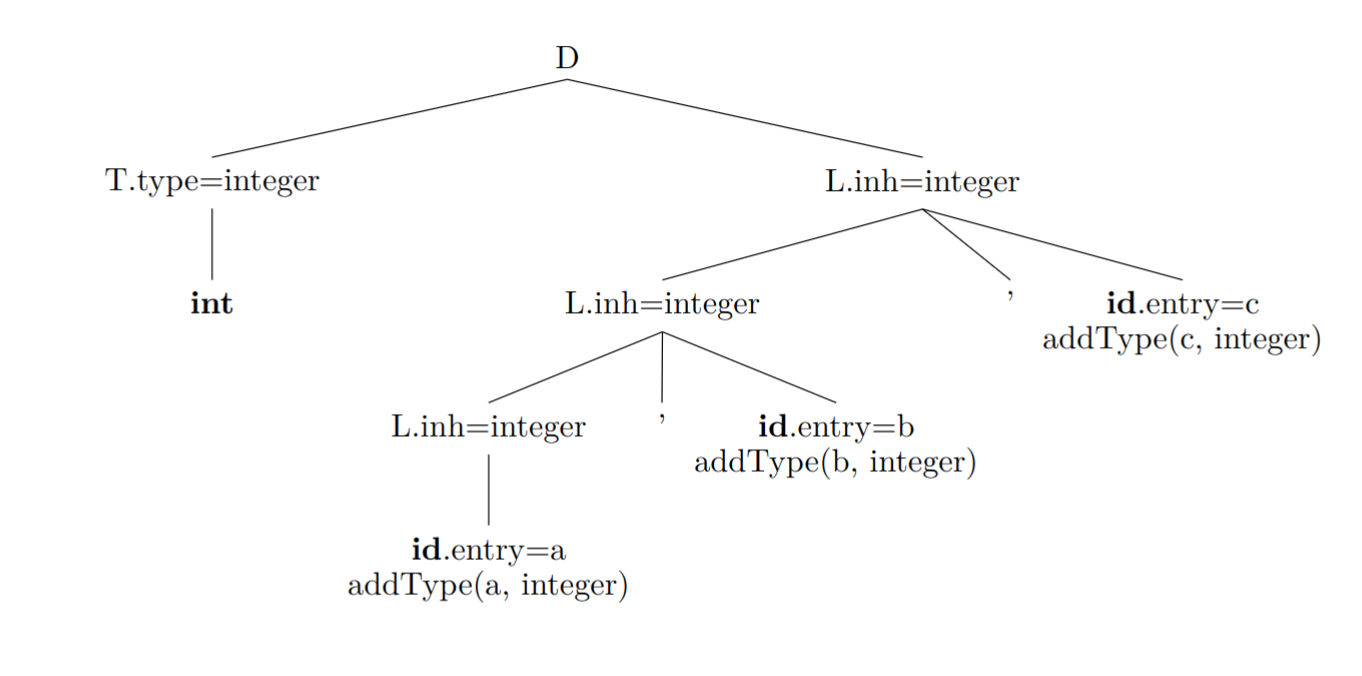 D
T.type=integer
L.inh=integer
int
L.inh=integer
,
id.entry=c
addType(c, integer)
L.inh=integer
,
id.entry=b
addType(b, integer)
id.entry=a
addType(a, integer)